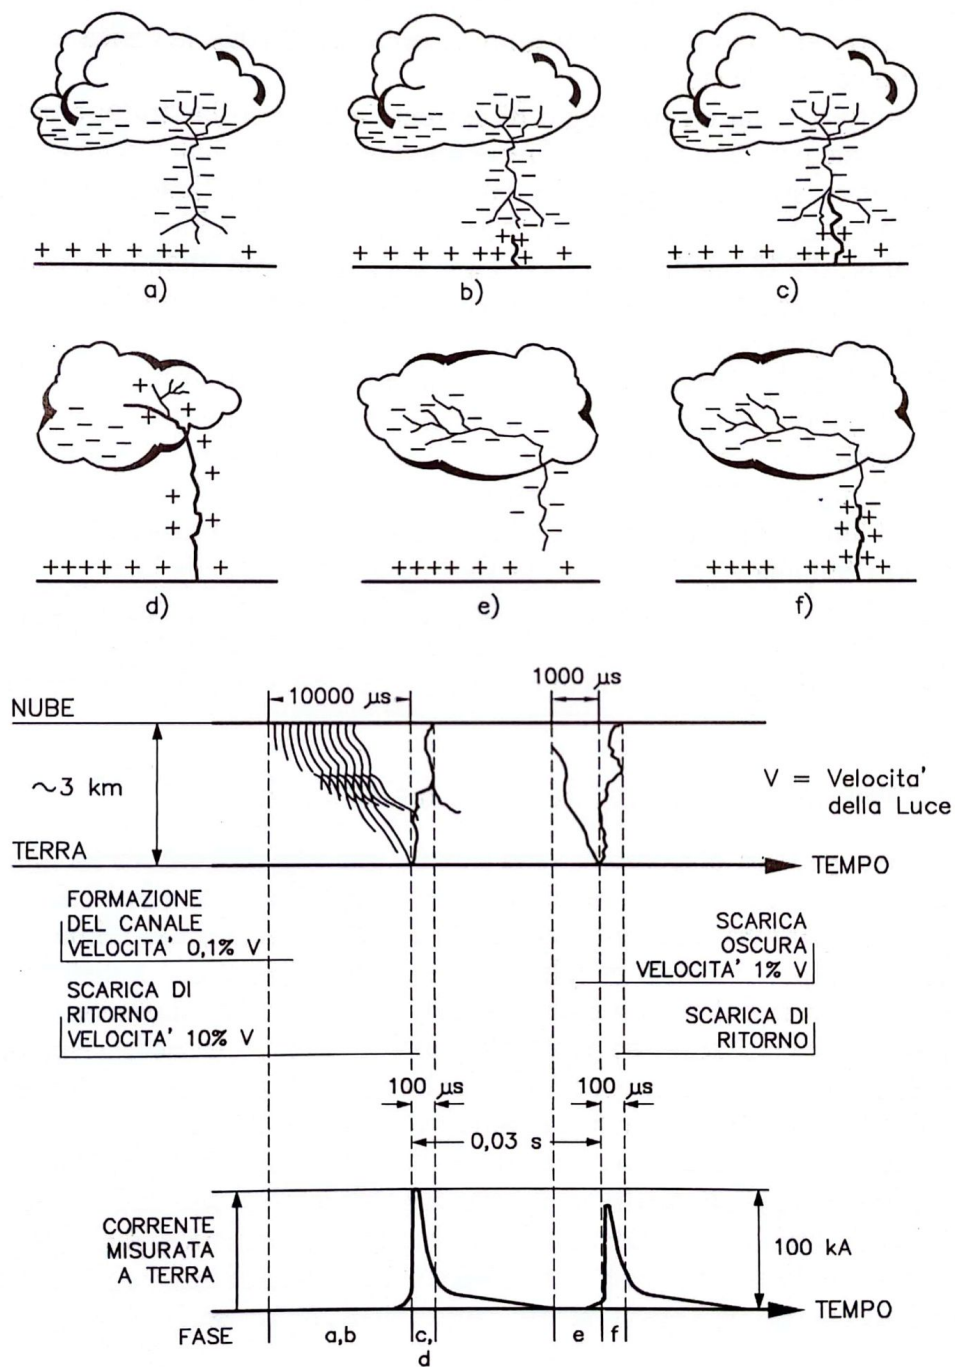 a)
b)
c)
d)
e)
f)
10000 µs
1000 µs
NUBE
~3 km
V = Velocita'
della Luce
TERRA
TEMPO
FORMAZIONE
DEL CANALE
VELOCITA' 0,1% V
SCARICA
OSCURA
VELOCITA' 1% V
SCARICA DI
RITORNO
VELOCITA' 10% V
SCARICA DI
RITORNO
100 µs
100 µs
0,03 s
CORRENTE
MISURATA
A TERRA
100 kA
TEMPO
FASE
a,b
c,
d
e
f